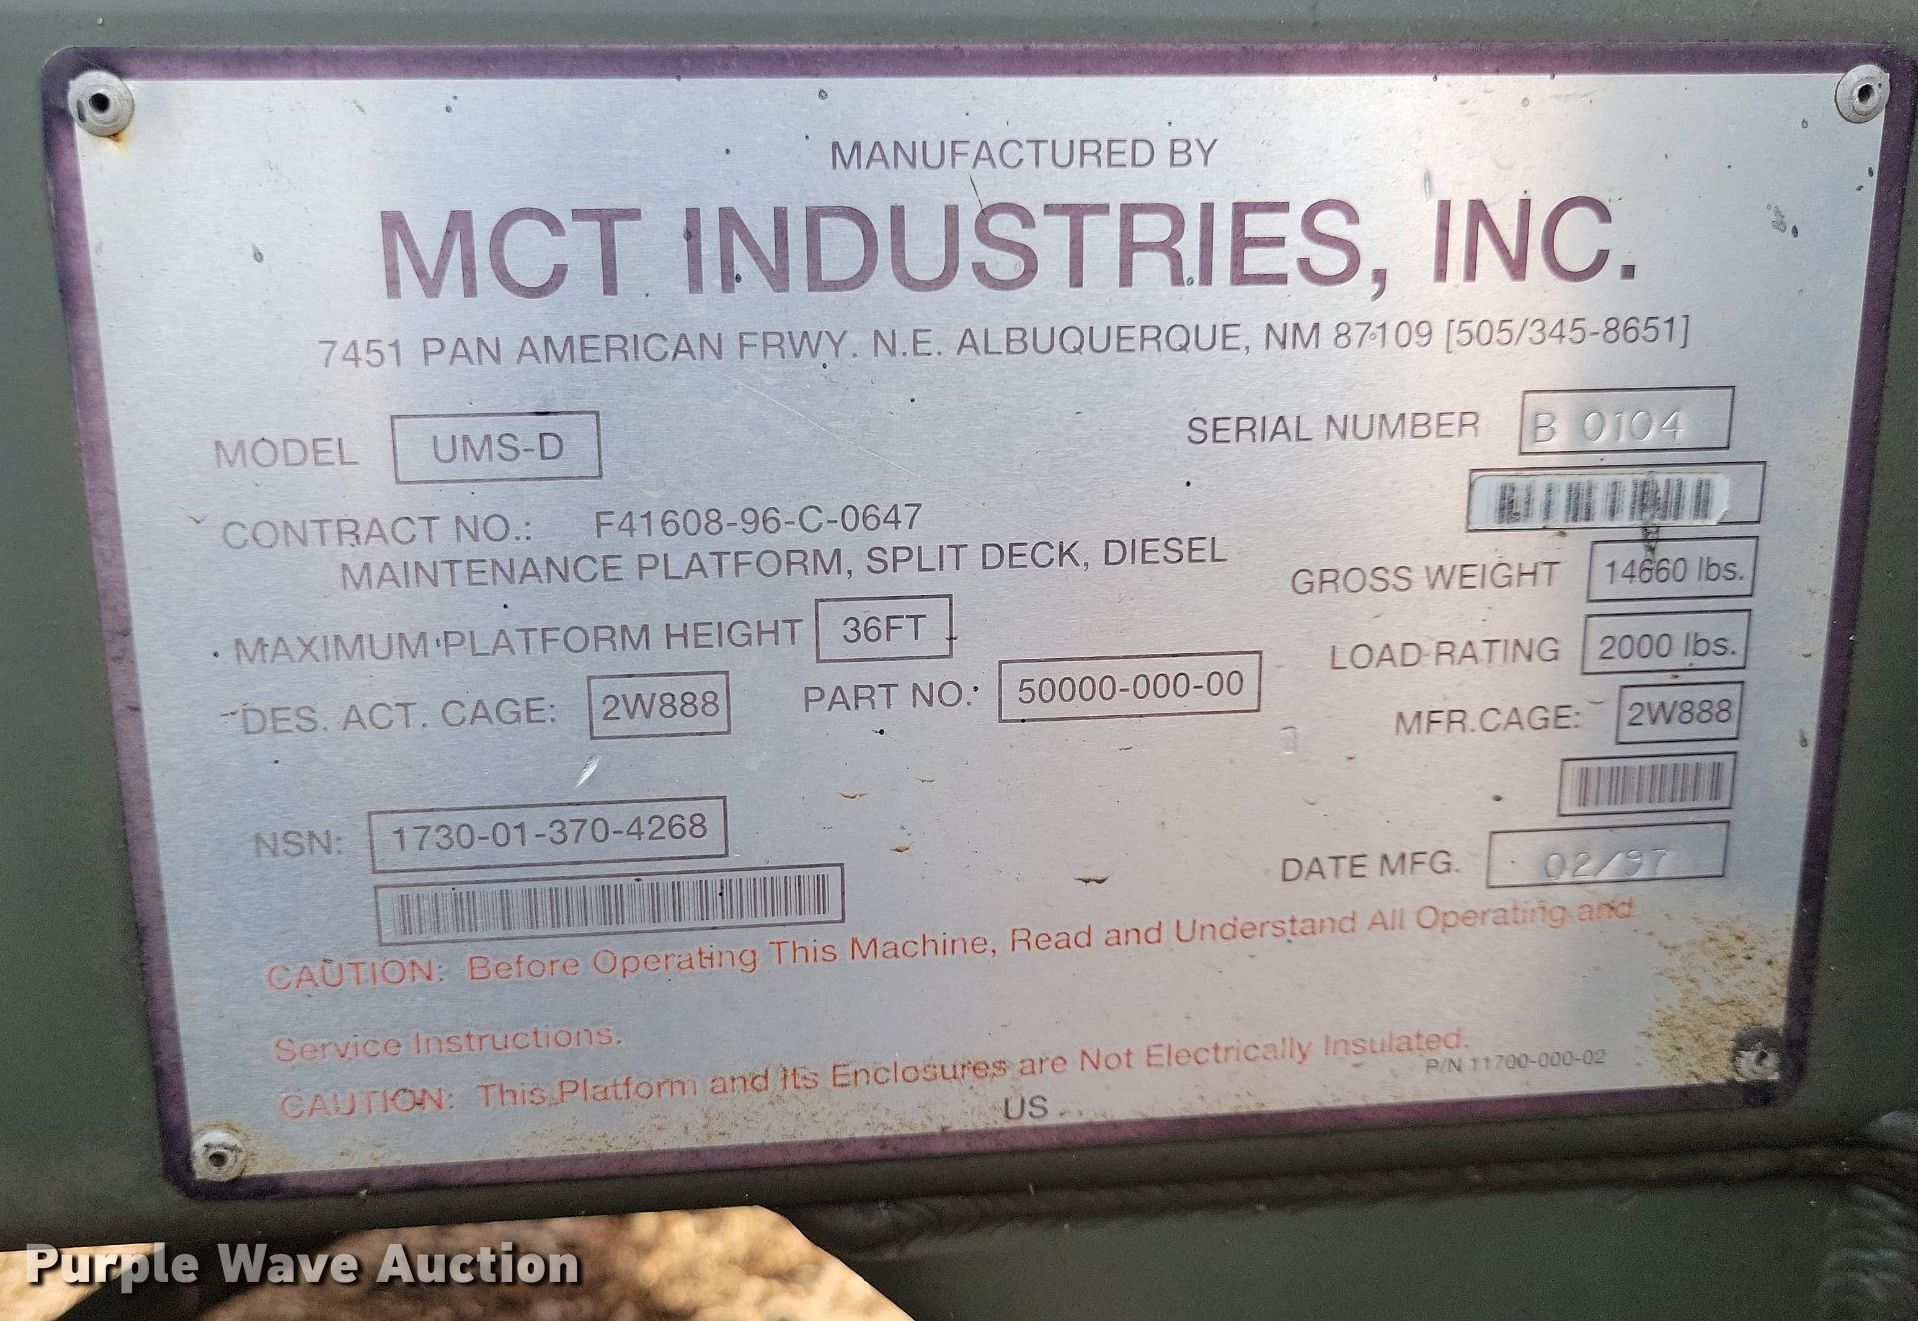 MANUFACTURED BY
MCT INDUSTRIES, INC.
7451 PAN AMERICAN FRWY. N.E. ALBUQUERQUE, NM 87109 [505/345-8651]
MODEL UMS-D SERIAL NUMBER B 0104
CONTRACT NO.: F41608-96-C-0647
MAINTENANCE PLATFORM, SPLIT DECK, DIESEL
GROSS WEIGHT 14660 lbs.
MAXIMUM PLATFORM HEIGHT 36FT
LOAD RATING 2000 lbs.
DES. ACT. CAGE: 2W888 PART NO.: 50000-000-00
MFR.CAGE: 2W888
NSN: 1730-01-370-4268
DATE MFG. 02/97
CAUTION: Before Operating This Machine, Read and Understand All Operating and
Service Instructions.
CAUTION: This Platform and Its Enclosures are Not Electrically Insulated.
P/N 11700-000-02
US
Purple Wave Auction